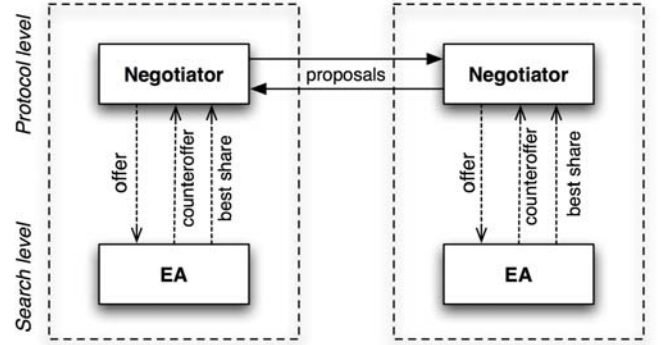 Protocol level
Negotiator
proposals
Negotiator
offer
counteroffer
best share
offer
counteroffer
best share
Search level
EA
EA